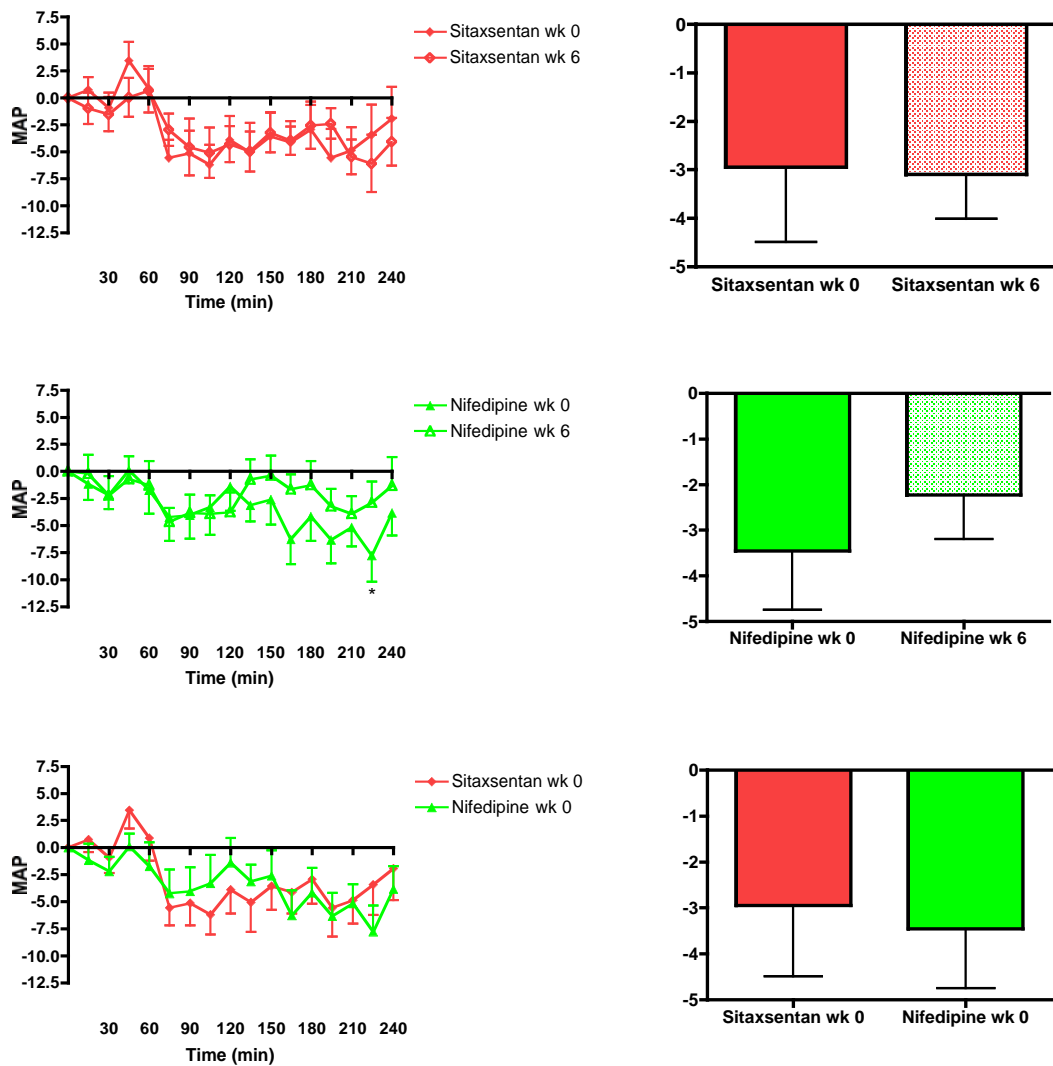 7.5
5.0
2.5
0.0
-2.5
-5.0
-7.5
-10.0
-12.5
MAP
30 60 90 120 150 180 210 240
Time (min)
Sitaxsentan wk 0
Sitaxsentan wk 6
0
-1
-2
-3
-4
-5
Sitaxsentan wk 0 Sitaxsentan wk 6
7.5
5.0
2.5
0.0
-2.5
-5.0
-7.5
-10.0
-12.5
MAP
*
30 60 90 120 150 180 210 240
Time (min)
Nifedipine wk 0
Nifedipine wk 6
0
-1
-2
-3
-4
-5
Nifedipine wk 0 Nifedipine wk 6
7.5
5.0
2.5
0.0
-2.5
-5.0
-7.5
-10.0
-12.5
MAP
30 60 90 120 150 180 210 240
Time (min)
Sitaxsentan wk 0
Nifedipine wk 0
0
-1
-2
-3
-4
-5
Sitaxsentan wk 0 Nifedipine wk 0